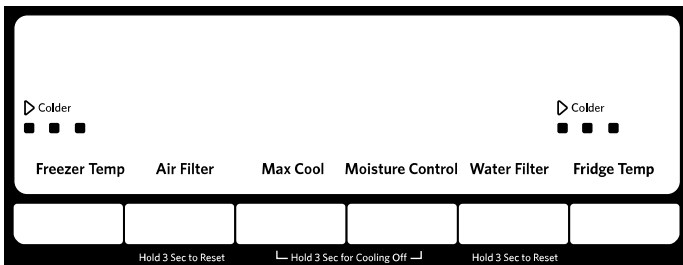 Colder
Colder
Freezer Temp Air Filter Max Cool Moisture Control Water Filter Fridge Temp
Hold 3 Sec to Reset Hold 3 Sec for Cooling Off Hold 3 Sec to Reset